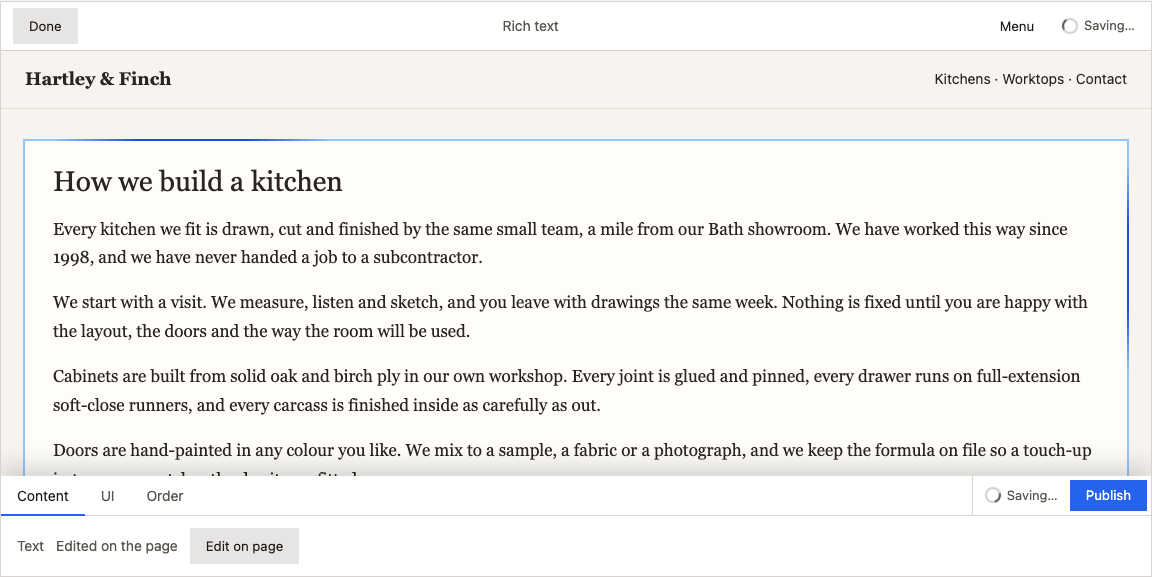 Done
Rich text
Menu
Saving...
Hartley & Finch
Kitchens · Worktops · Contact
How we build a kitchen
Every kitchen we fit is drawn, cut and finished by the same small team, a mile from our Bath showroom. We have worked this way since
1998, and we have never handed a job to a subcontractor.
We start with a visit. We measure, listen and sketch, and you leave with drawings the same week. Nothing is fixed until you are happy with
the layout, the doors and the way the room will be used.
Cabinets are built from solid oak and birch ply in our own workshop. Every joint is glued and pinned, every drawer runs on full-extension
soft-close runners, and every carcass is finished inside as carefully as out.
Doors are hand-painted in any colour you like. We mix to a sample, a fabric or a photograph, and we keep the formula on file so a touch-up
Content
UI
Order
Saving...
Publish
Text
Edited on the page
Edit on page